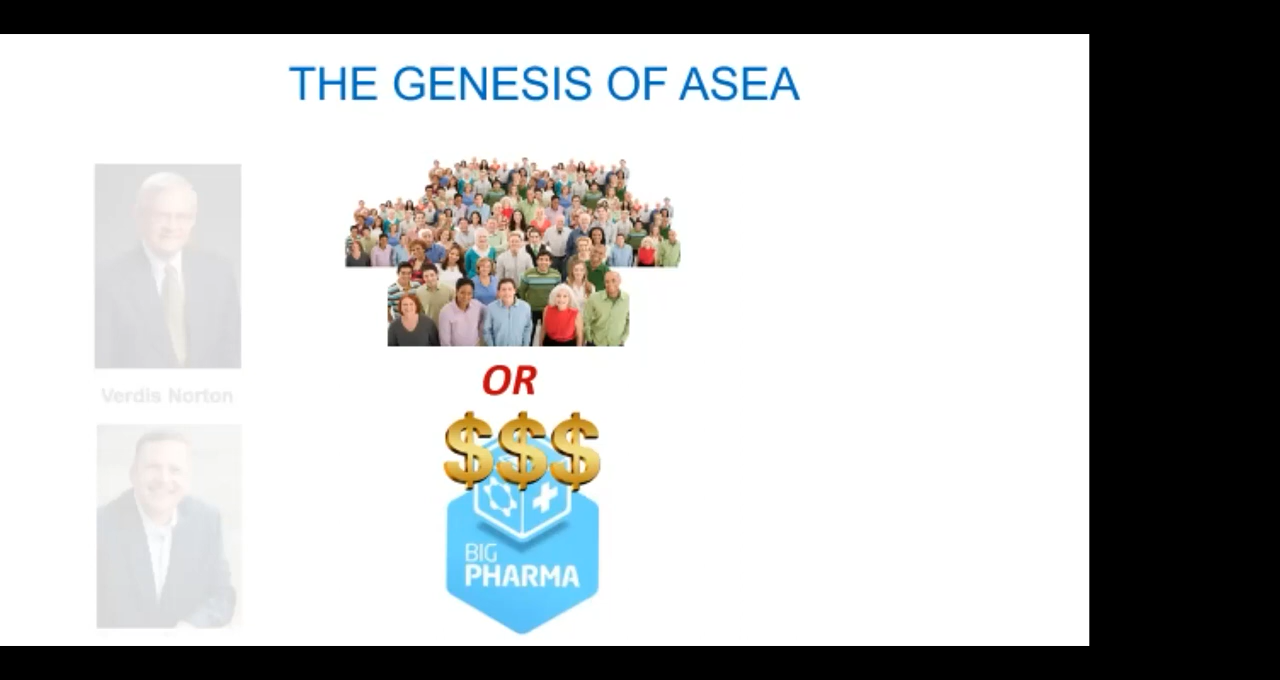 THE GENESIS OF ASEA
Verdis Norton
OR
$$$
BIG
PHARMA